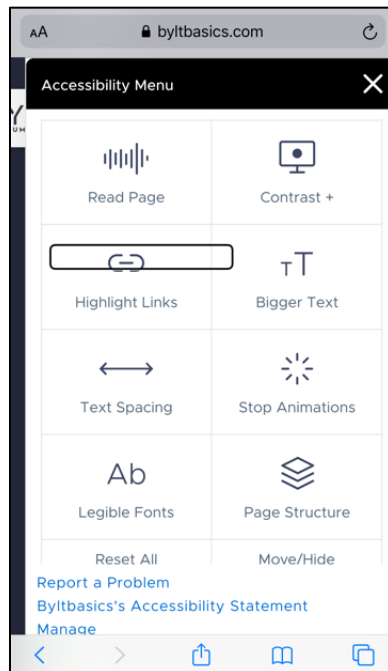 AA byltbasics.com
Accessibility Menu
Read Page Contrast +
TT
Highlight Links Bigger Text
Text Spacing Stop Animations
Ab
Legible Fonts Page Structure
Reset All Move/Hide
Report a Problem
Byltbasics's Accessibility Statement
Manage